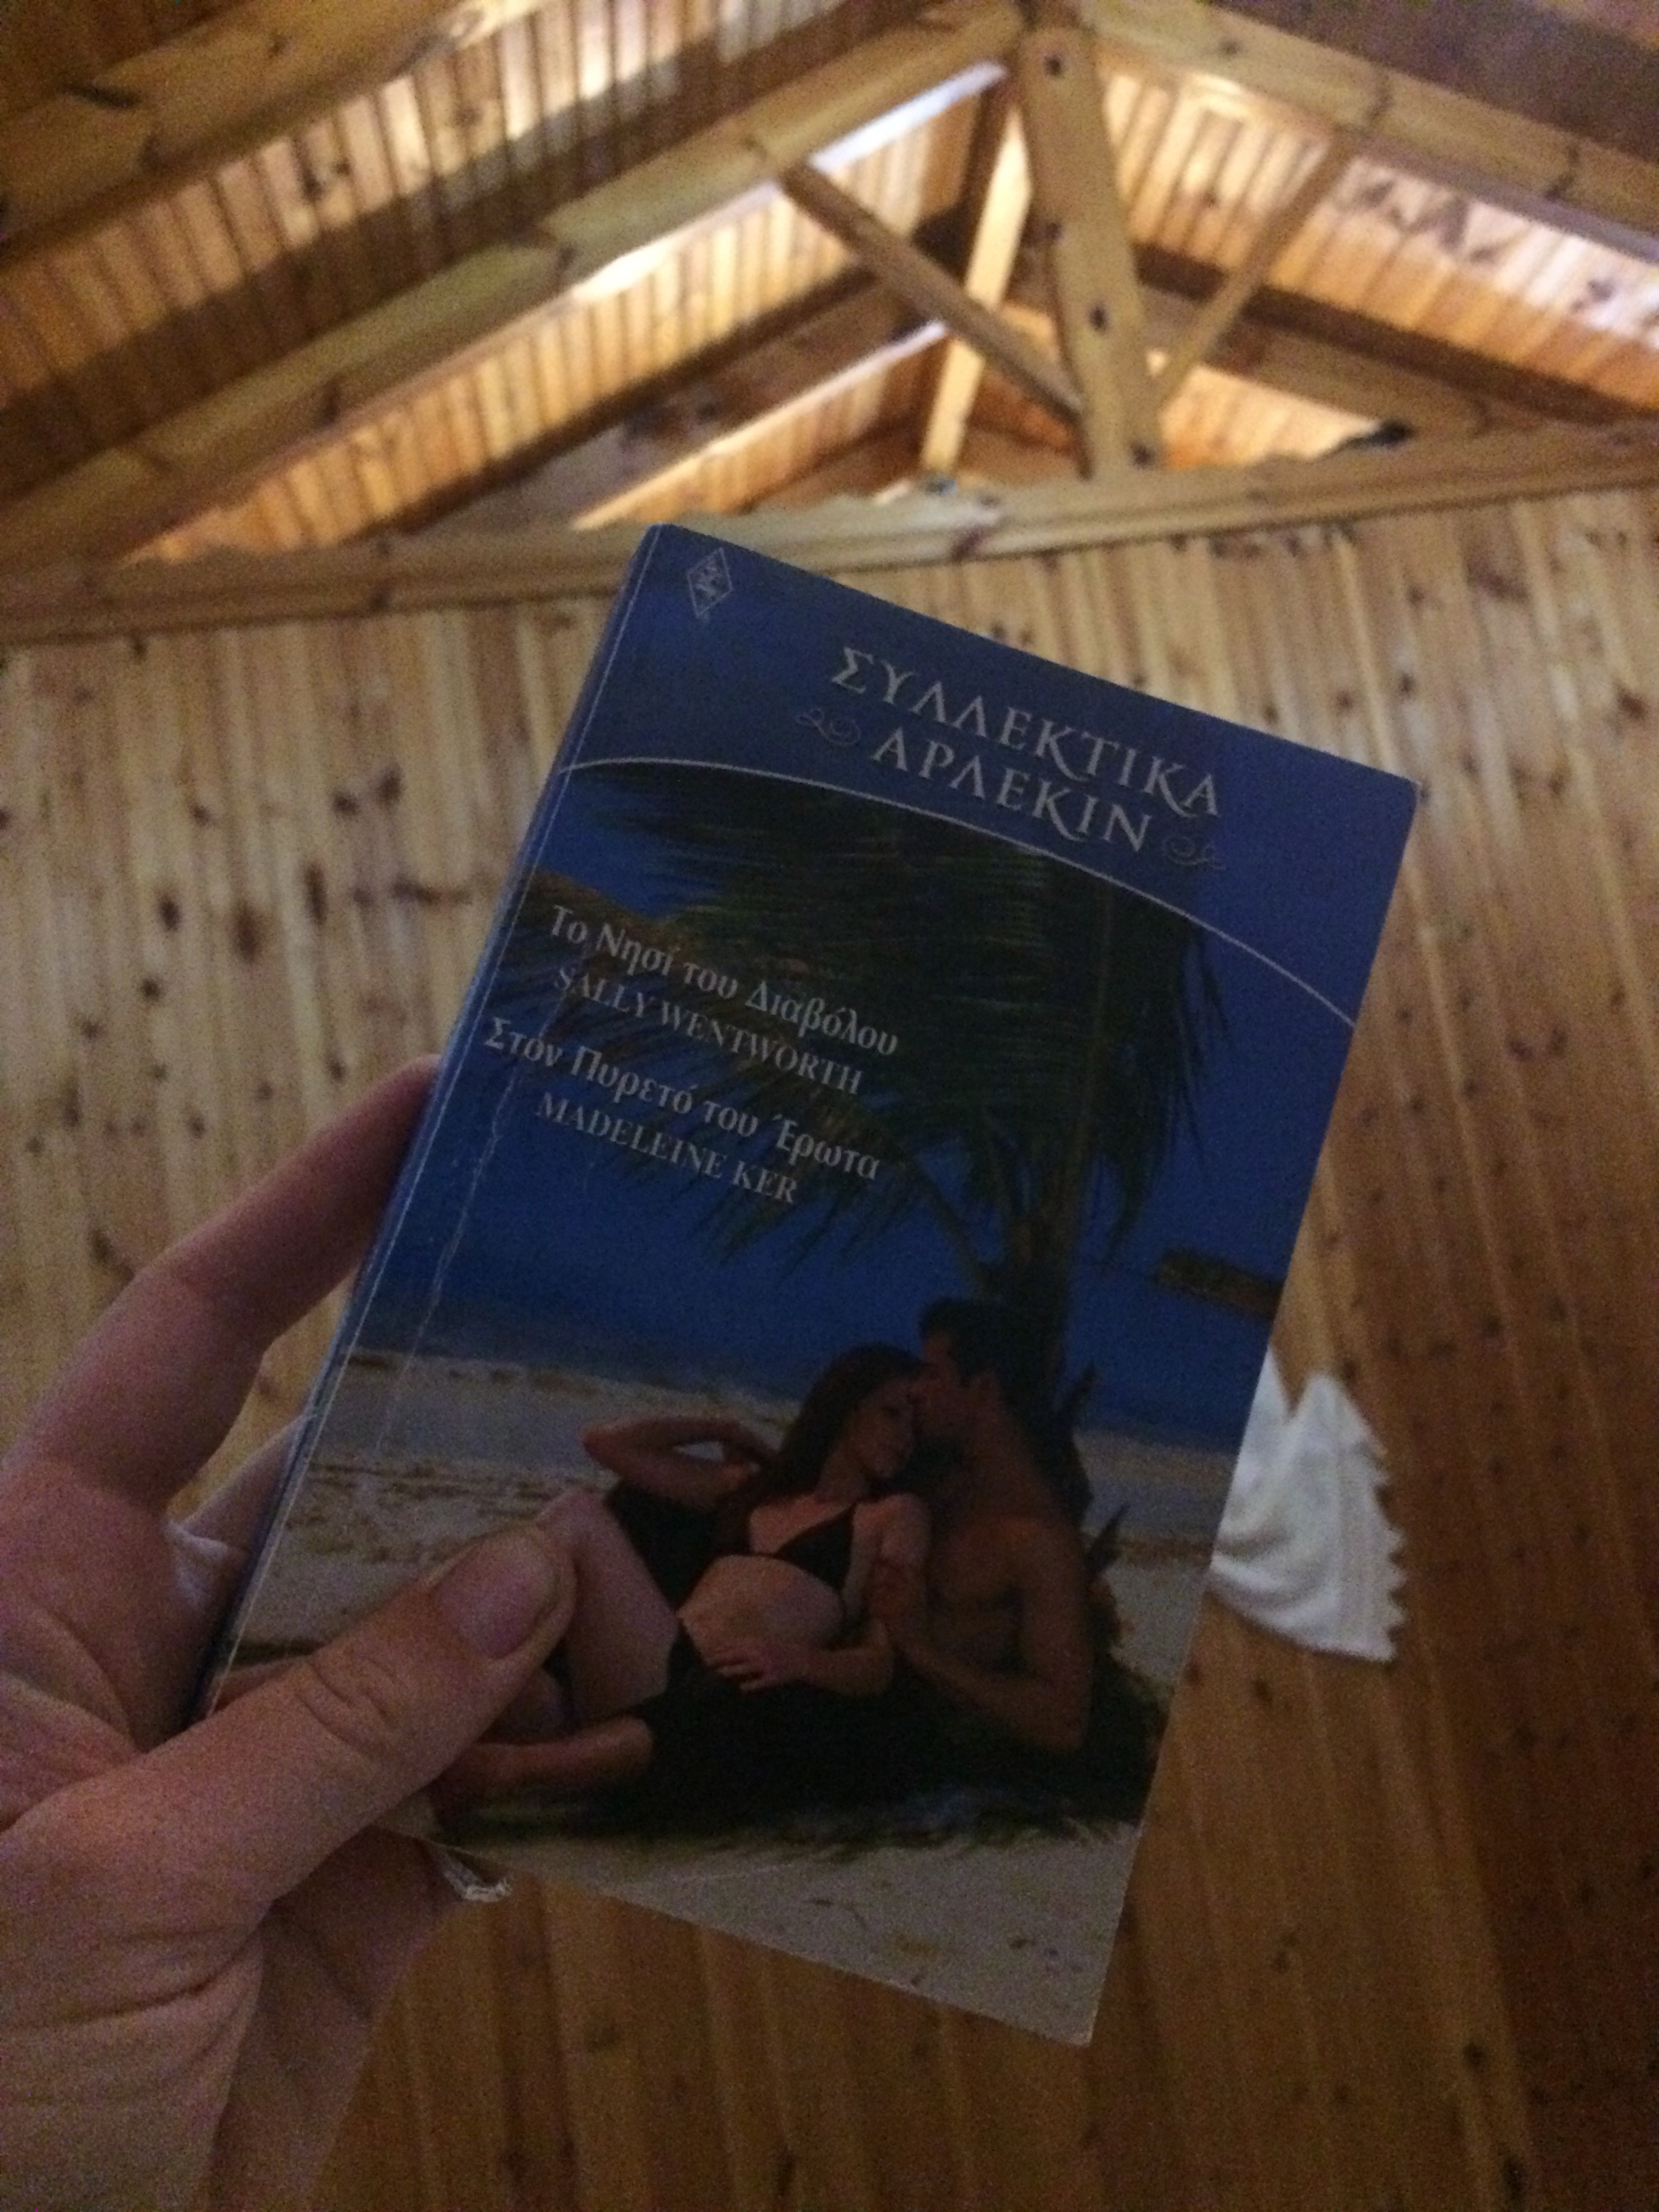 ΣΥΛΛΕΚΤΙΚΑ
ΑΡΛΕΚΙΝ
Το Νησί του Διαβόλου
SALLY WENTWORTH
Στον Πυρετό του Έρωτα
MADELEINE KER